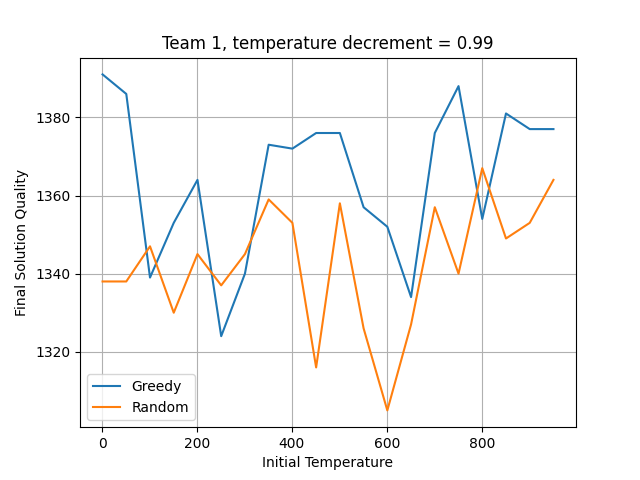 Team 1, temperature decrement = 0.99
Final Solution Quality
1380
1360
1340
1320
Greedy
Random
0 200 400 600 800
Initial Temperature